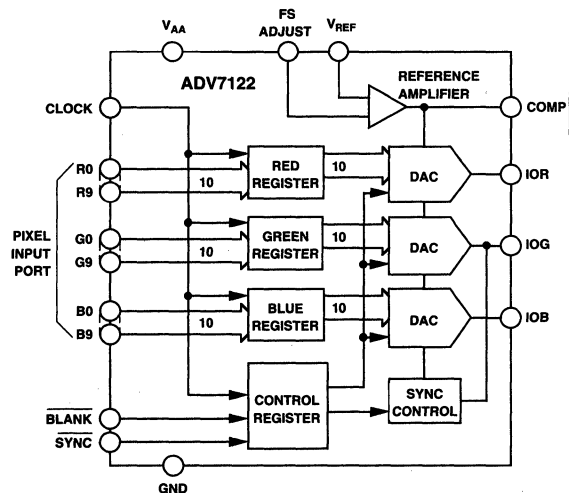 FS
ADJUST
VAA
VREF
ADV7122
REFERENCE
AMPLIFIER
CLOCK
COMP
R0
10
RED
REGISTER
10
DAC
IOR
R9
PIXEL
INPUT
PORT
G0
10
GREEN
REGISTER
10
DAC
IOG
G9
B0
10
BLUE
REGISTER
10
DAC
IOB
B9
CONTROL
REGISTER
SYNC
CONTROL
BLANK
SYNC
GND